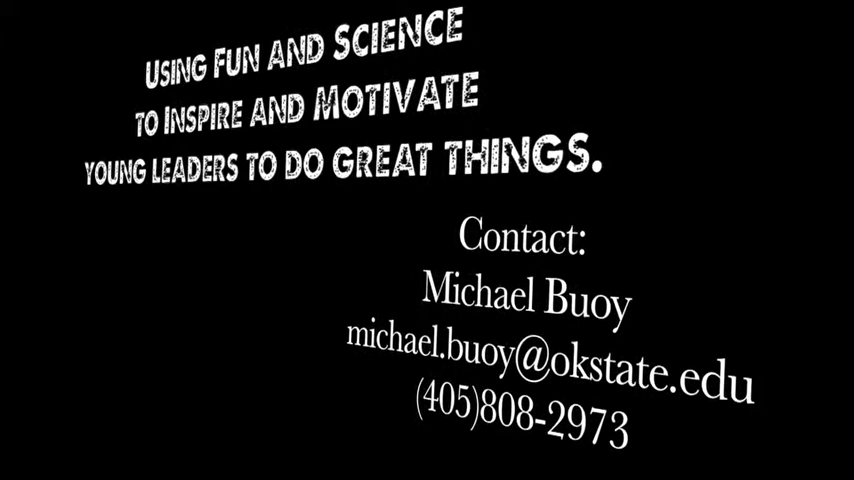 USING FUN AND SCIENCE
TO INSPIRE AND MOTIVATE
YOUNG LEADERS TO DO GREAT THINGS.
Contact:
Michael Buoy
michael.buoy@okstate.edu
(405)808-2973